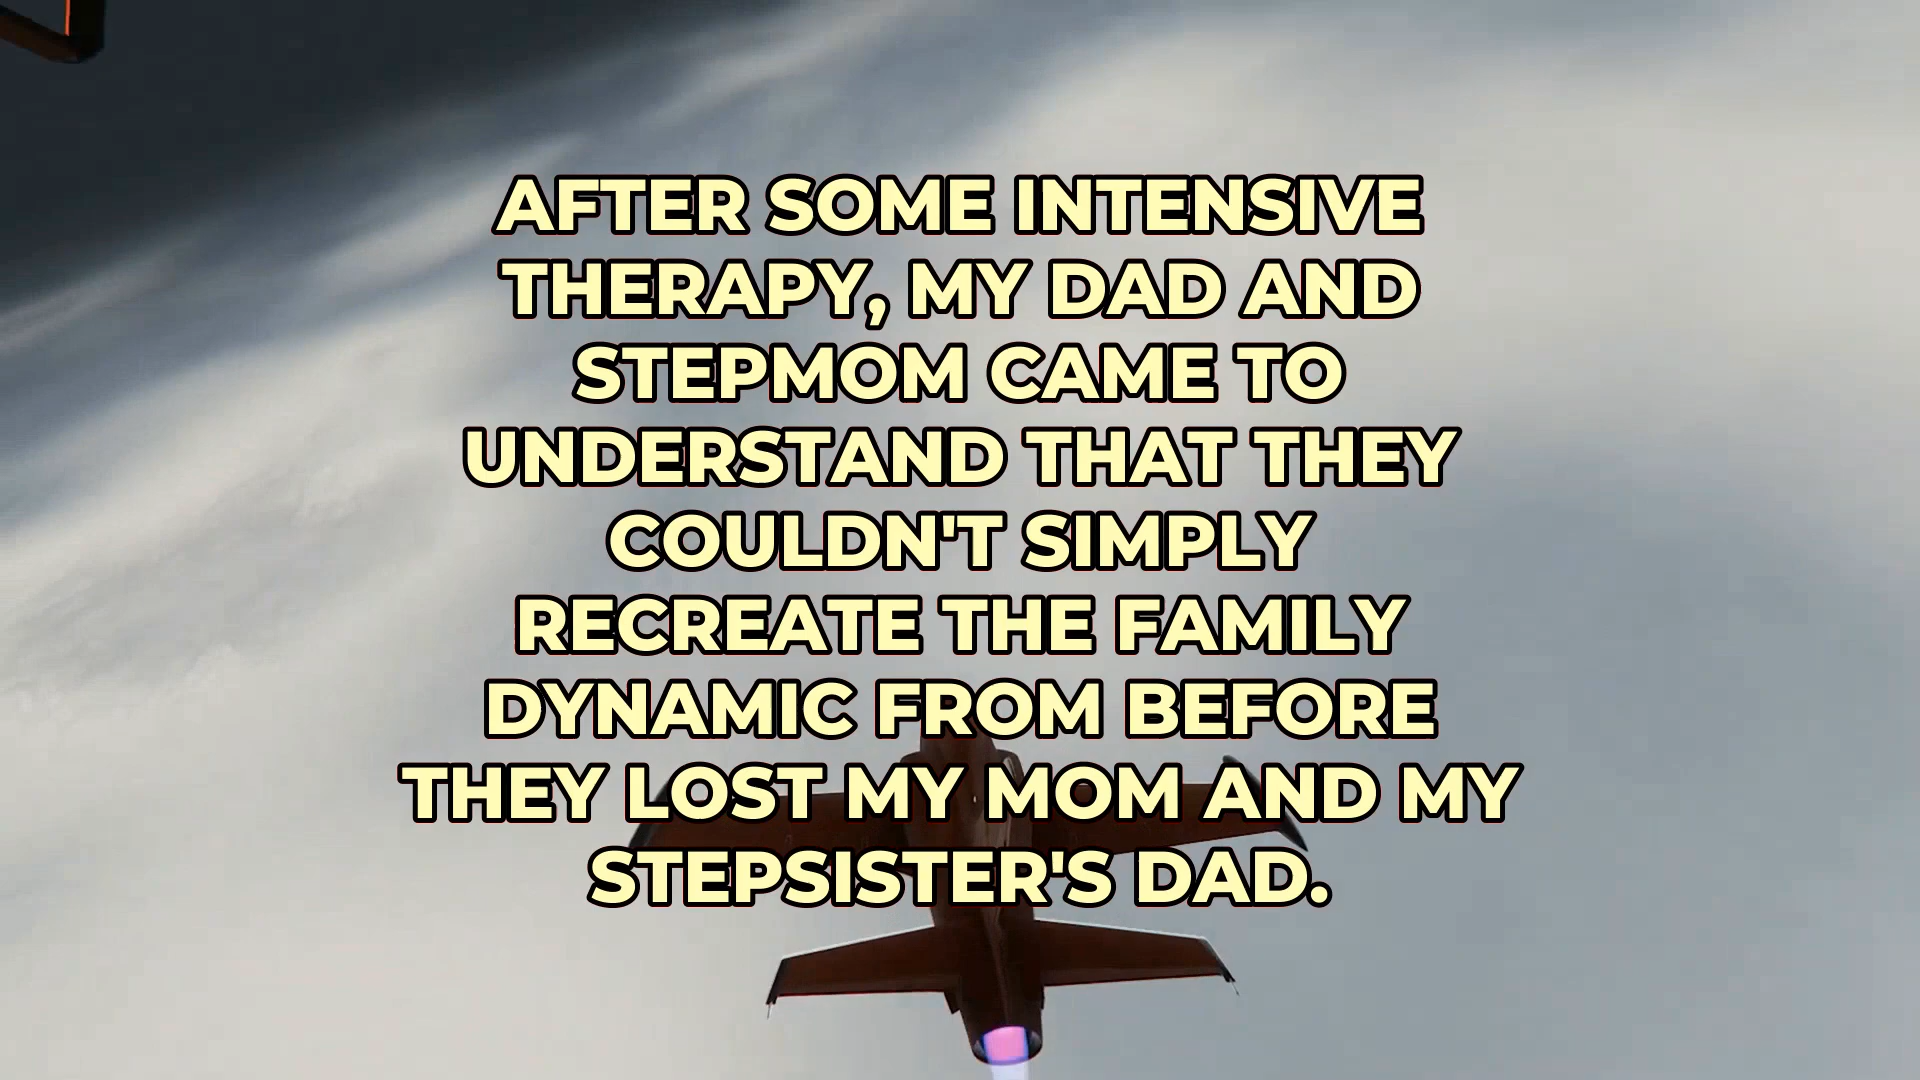 AFTER SOME INTENSIVE
THERAPY, MY DAD AND
STEPMOM CAME TO
UNDERSTAND THAT THEY
COULDN'T SIMPLY
RECREATE THE FAMILY
DYNAMIC FROM BEFORE
THEY LOST MY MOM AND MY
STEPSISTER'S DAD.